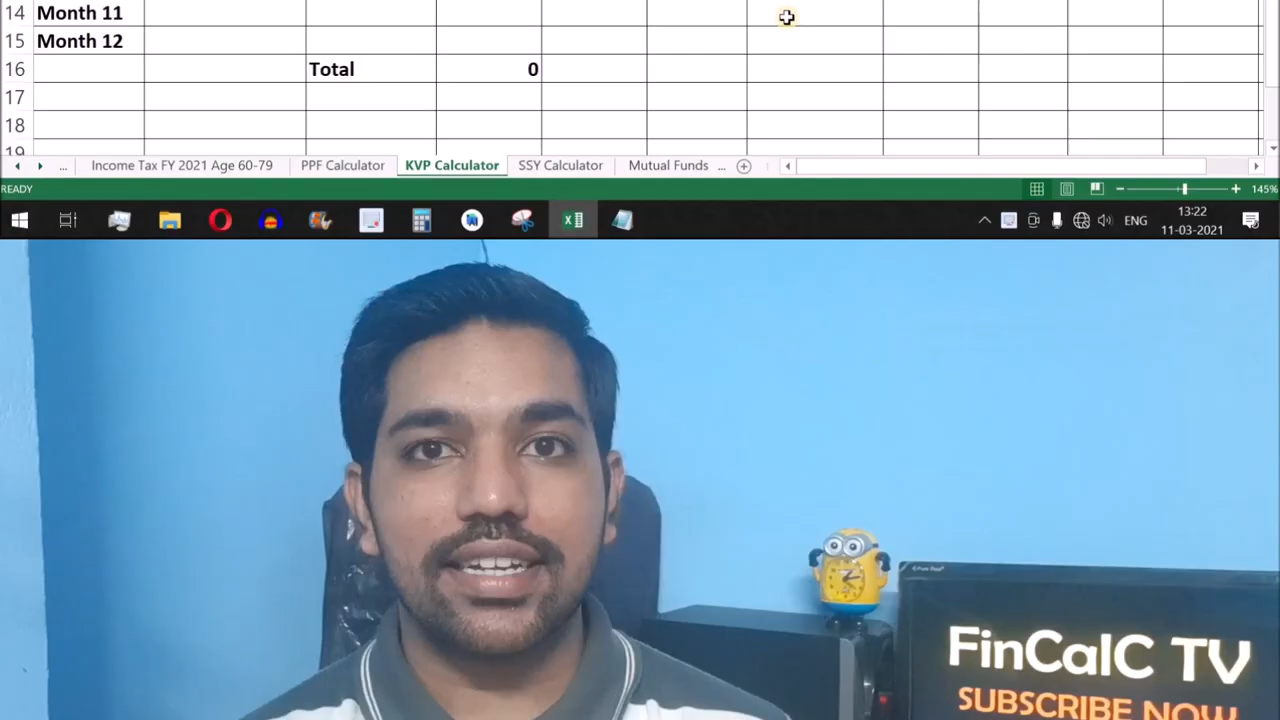 14 Month 11
15 Month 12
16 Total 0
17
18
19
... Income Tax FY 2021 Age 60-79 PPF Calculator KVP Calculator SSY Calculator Mutual Funds ...
READY 145%
ENG 13:22
11-03-2021
FinCalC TV
SUBSCRIBE NOW